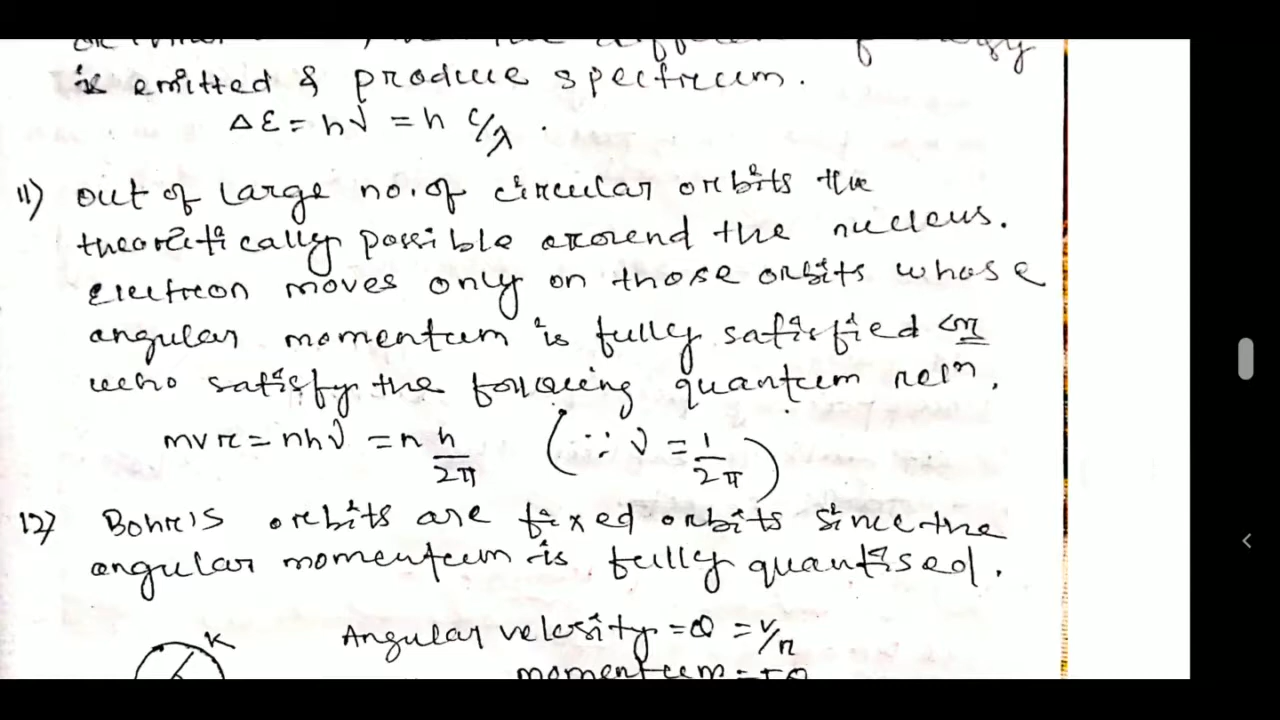 is emitted & produce spectrum.
ΔE = hν = h c/λ.
11) out of large no. of circular orbits the
theoretically possible around the nucleus.
Electron moves only on those orbits whose
angular momentum is fully satisfied or
who satisfy the following quantum relⁿ.
mvr = nhν = n h/2π (∵ ν = 1/2π)
12) Bohr's orbits are fixed orbits since the
angular momentum is fully quantised.
K
Angular velosity = ω = v/r
momentum =